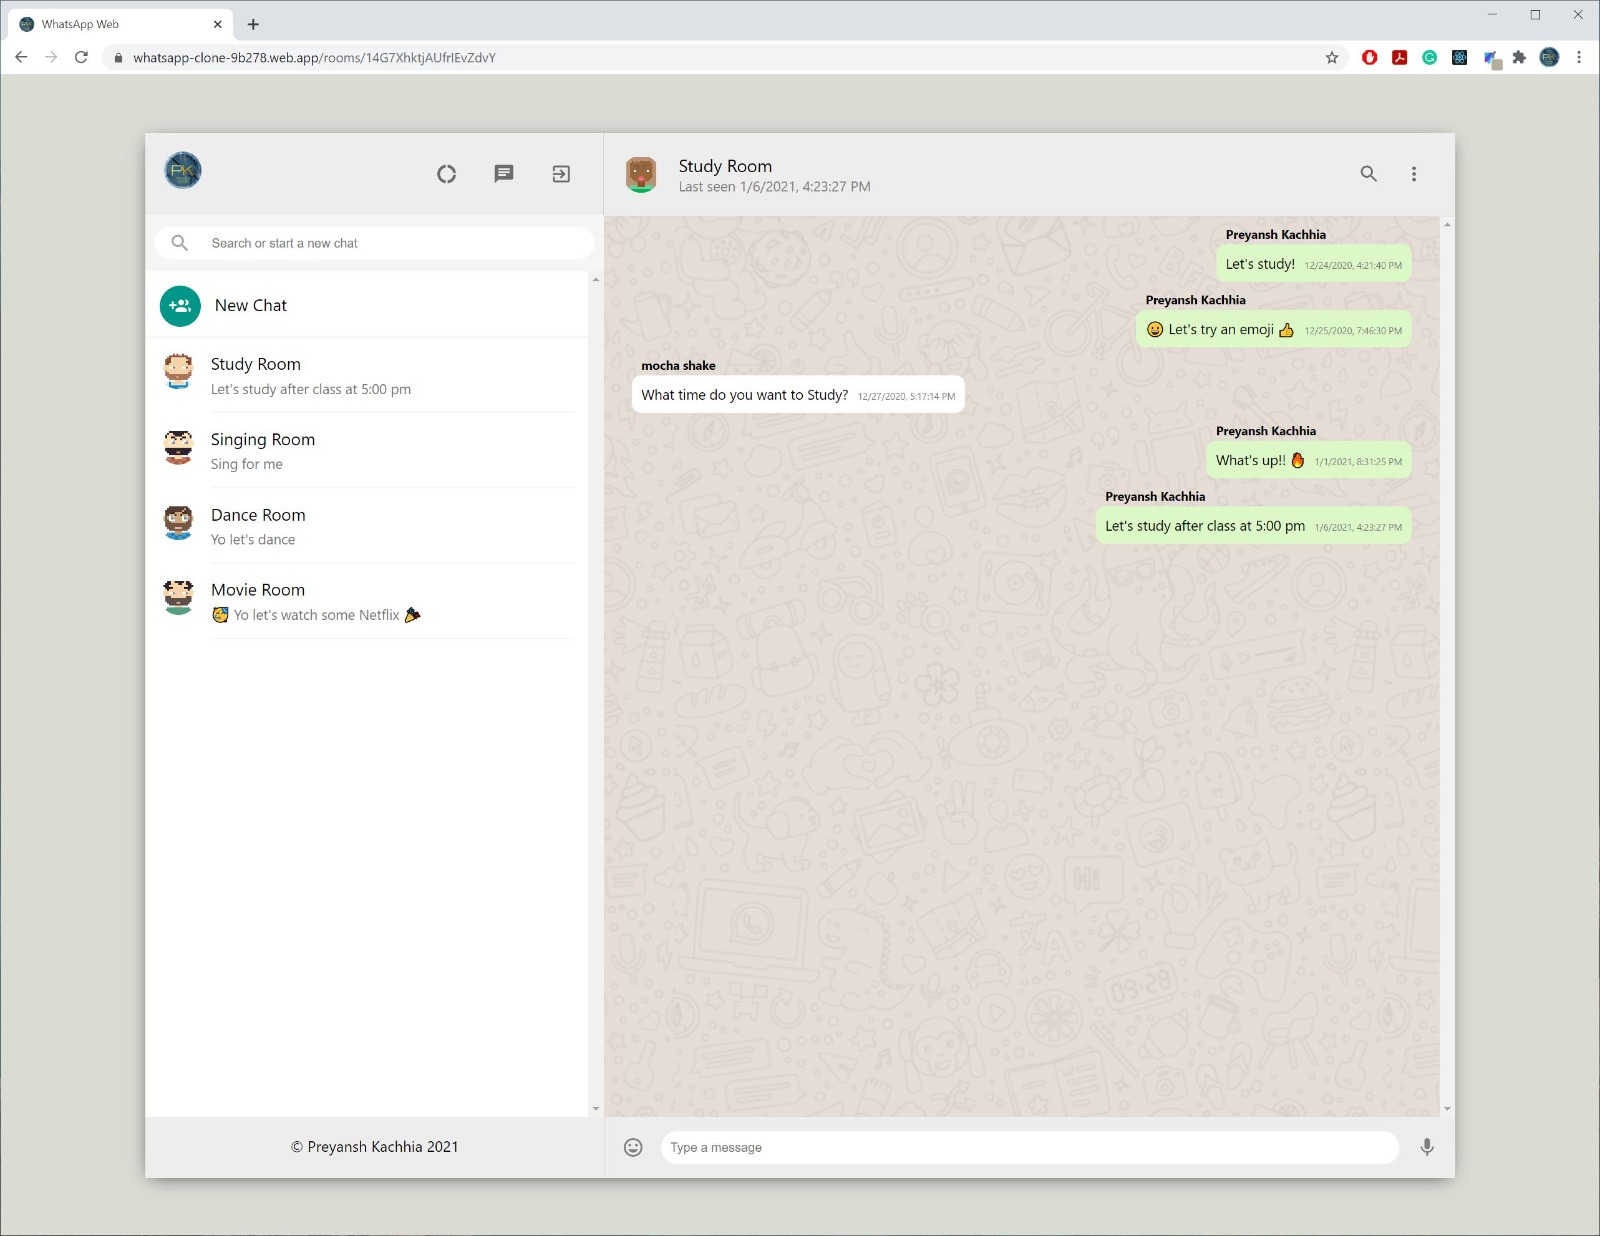 WhatsApp Web
whatsapp-clone-9b278.web.app/rooms/14G7XhktjAUfrIEvZdvY
PK
Search or start a new chat
New Chat
Study Room
Let's study after class at 5:00 pm
Singing Room
Sing for me
Dance Room
Yo let's dance
Movie Room
😴 Yo let's watch some Netflix 🎉
© Preyansh Kachhia 2021
Study Room
Last seen 1/6/2021, 4:23:27 PM
Preyansh Kachhia
Let's study! 12/24/2020, 4:21:40 PM
Preyansh Kachhia
😀 Let's try an emoji 👍 12/25/2020, 7:46:30 PM
mocha shake
What time do you want to Study? 12/27/2020, 5:17:14 PM
Preyansh Kachhia
What's up!! 🔥 1/1/2021, 8:31:25 PM
Preyansh Kachhia
Let's study after class at 5:00 pm 1/6/2021, 4:23:27 PM
Hi
09:28
Type a message